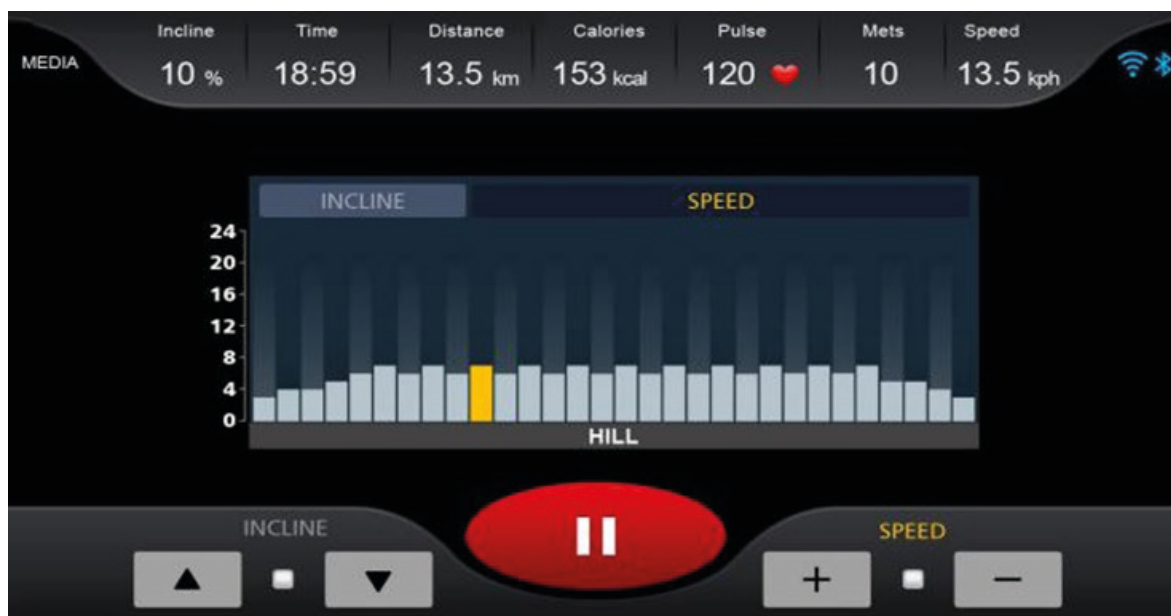 Incline Time Distance Calories Pulse Mets Speed
MEDIA
10 % 18:59 13.5 km 153 kcal 120 10 13.5 kph
INCLINE SPEED
24
20
16
12
8
4
0
HILL
INCLINE SPEED
+ −